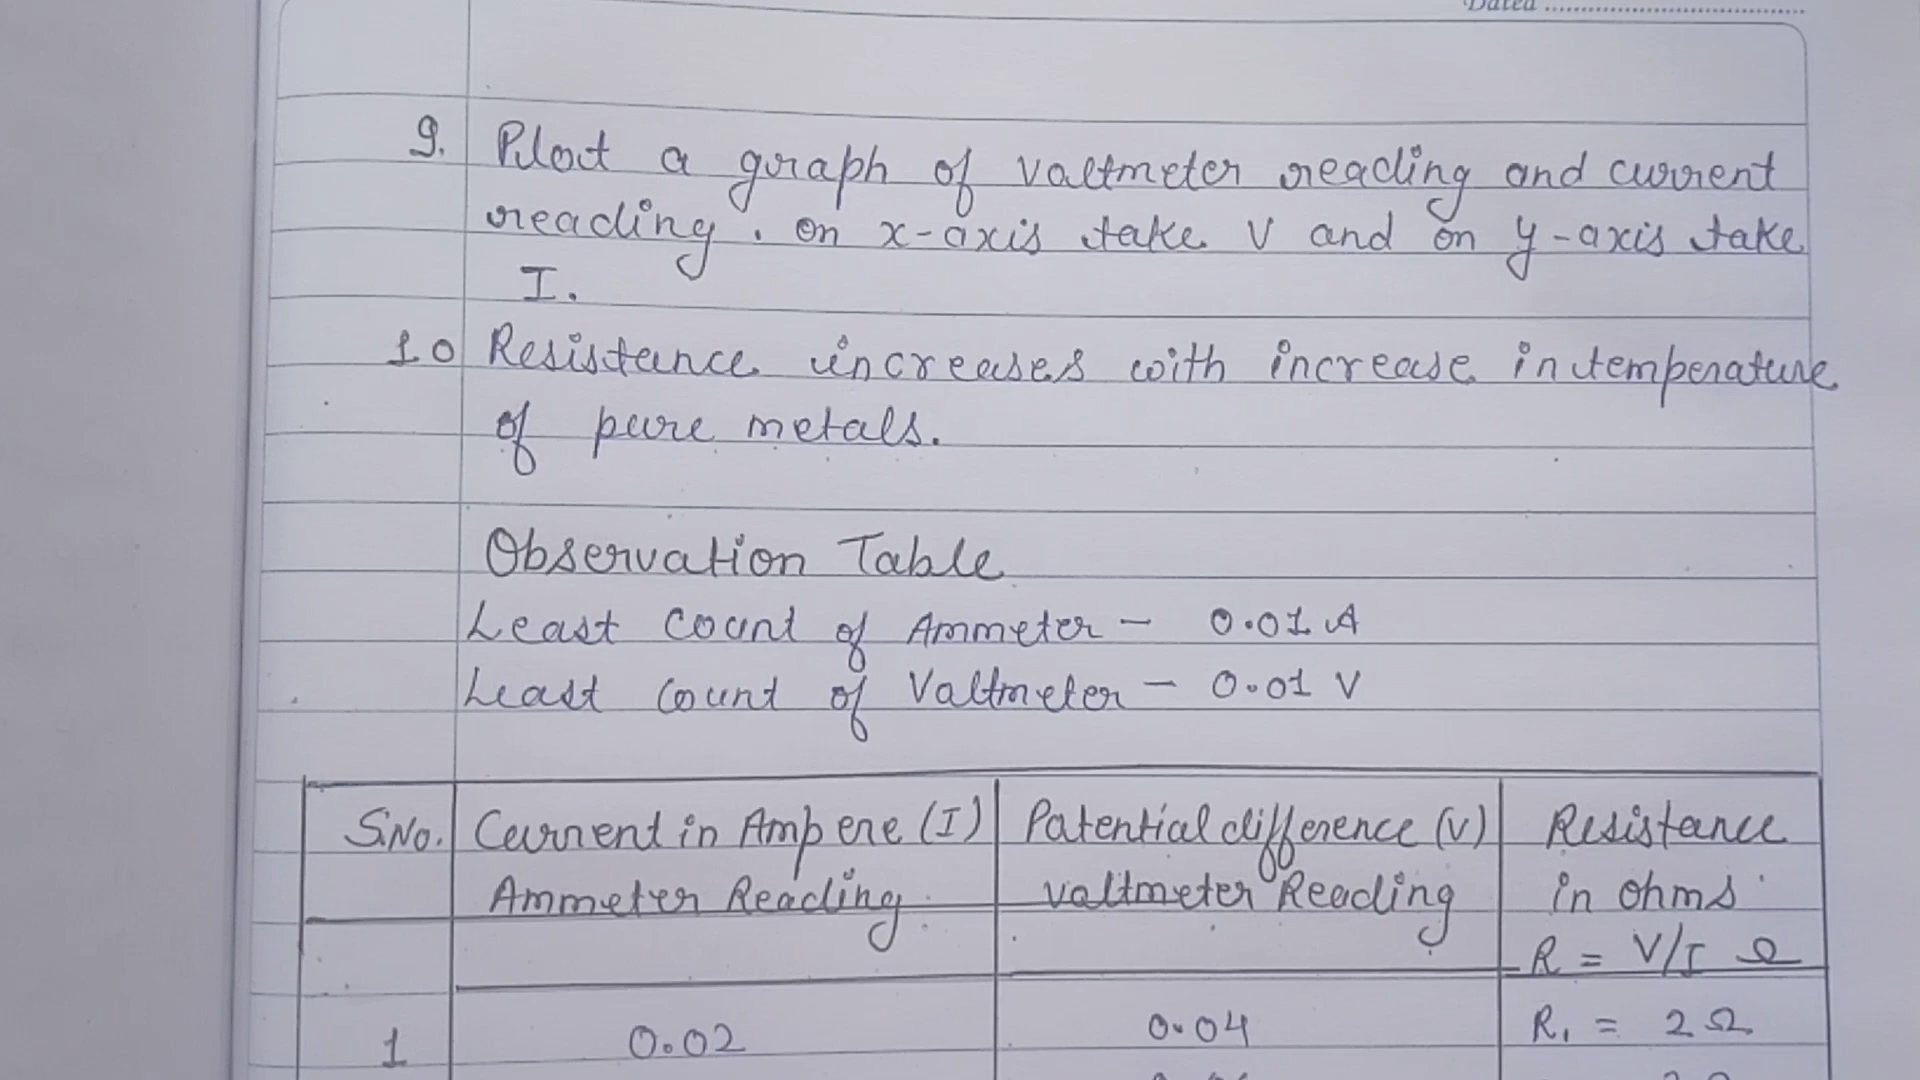 Dated
9. Plot a graph of voltmeter reading and current
reading. on x-axis take V and on y-axis take
I.
10 Resistance increases with increase in temperature
of pure metals.
Observation Table
Least Count of Ammeter - 0.01 A
Least Count of Voltmeter - 0.01 V
S.No. Current in Ampere (I) Potential difference (V) Resistance
Ammeter Reading Voltmeter Reading in ohms
R = V/I Ω
1 0.02 0.04 R₁ = 2 Ω